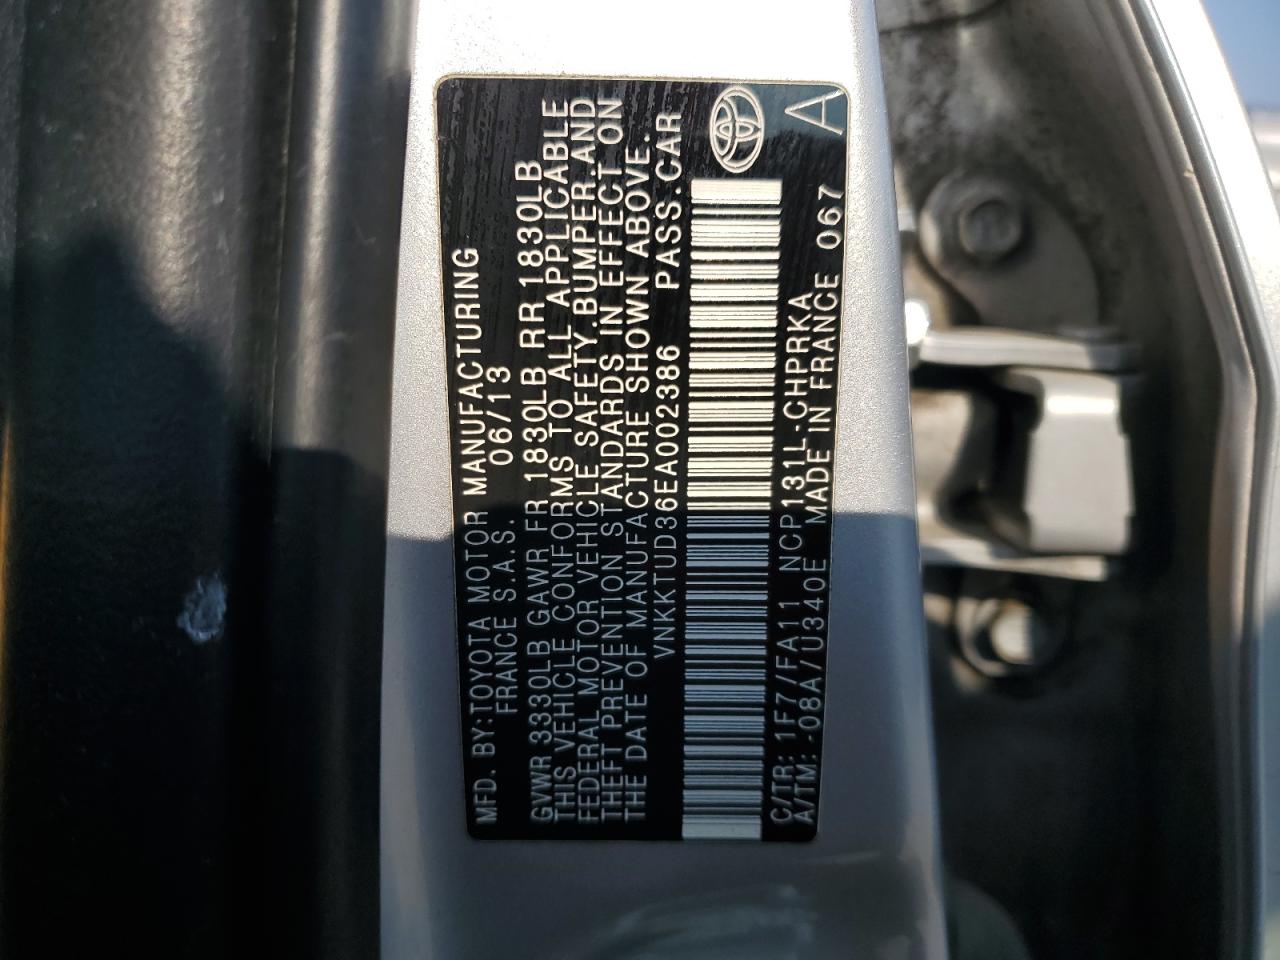 MFD. BY:TOYOTA MOTOR MANUFACTURING
FRANCE S.A.S. 06/13
GVWR 3330LB GAWR FR 1830LB RR 1830LB
THIS VEHICLE CONFORMS TO ALL APPLICABLE
FEDERAL MOTOR VEHICLE SAFETY.BUMPER.AND
THEFT PREVENTION STANDARDS IN EFFECT ON
THE DATE OF MANUFACTURE SHOWN ABOVE.
VNKKTUD36EA002386 PASS.CAR
C/TR: 1F7/FA11 NCP131L-CHPRKA
A/TM: -08A/U340E MADE IN FRANCE 067 A